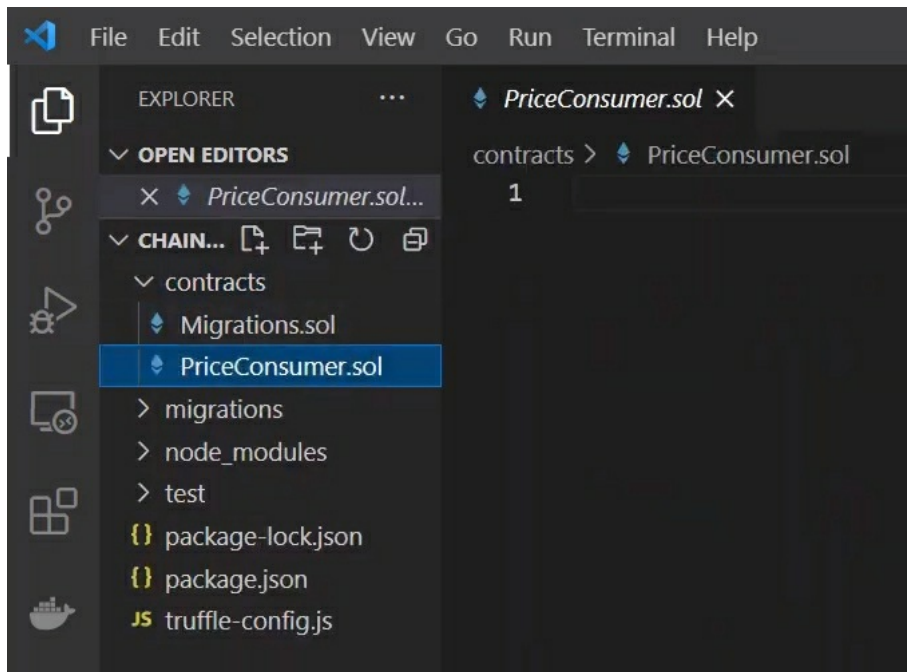 File Edit Selection View Go Run Terminal Help
EXPLORER ...
OPEN EDITORS
PriceConsumer.sol...
CHAIN...
contracts
Migrations.sol
PriceConsumer.sol
migrations
node_modules
test
{} package-lock.json
{} package.json
JS truffle-config.js
PriceConsumer.sol
contracts > PriceConsumer.sol
1